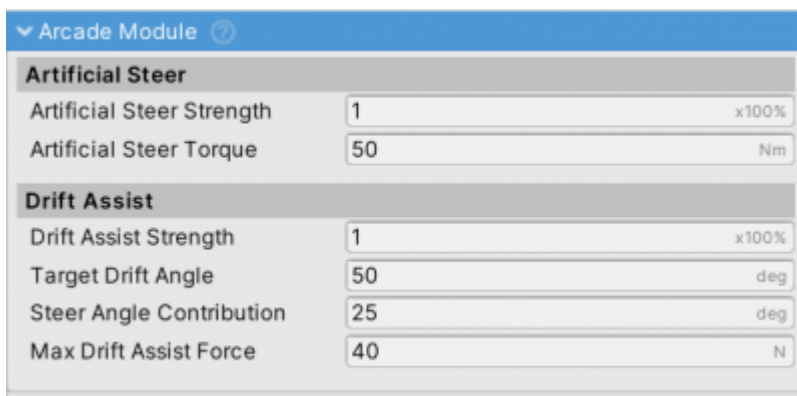 Arcade Module ?
Artificial Steer
Artificial Steer Strength 1 x100%
Artificial Steer Torque 50 Nm
Drift Assist
Drift Assist Strength 1 x100%
Target Drift Angle 50 deg
Steer Angle Contribution 25 deg
Max Drift Assist Force 40 N